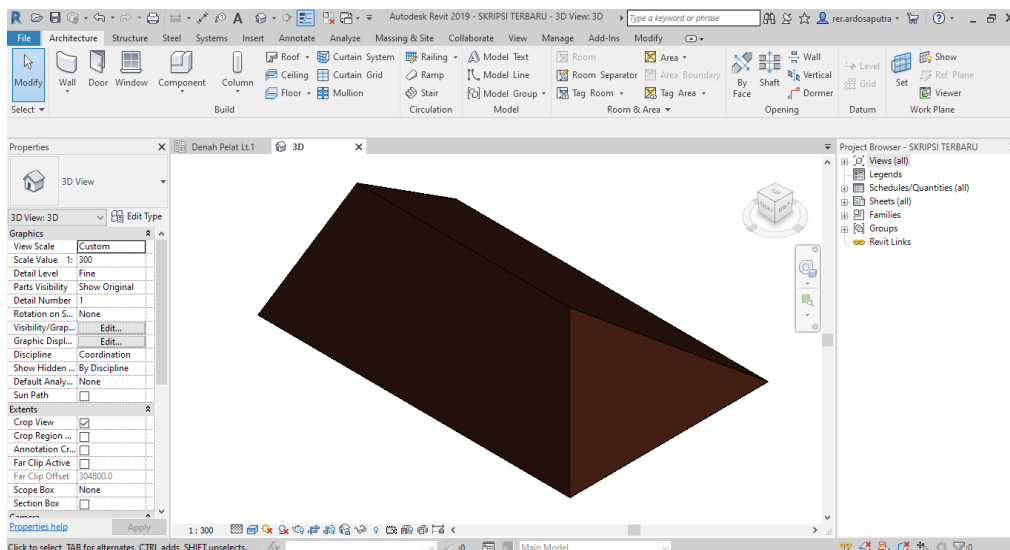 R A Autodesk Revit 2019 - SKRIPSI TERBARU - 3D View: 3D Type a keyword or phrase rer.ardosaputra
File Architecture Structure Steel Systems Insert Annotate Analyze Massing & Site Collaborate View Manage Add-Ins Modify
Modify Wall Door Window Component Column
Roof Curtain System
Ceiling Curtain Grid
Floor Mullion
Railing
Ramp
Stair
Model Text
Model Line
Model Group
Room
Room Separator
Tag Room
Area
Area Boundary
Tag Area
By Face
Shaft
Wall
Vertical
Dormer
Level
Grid
Set
Show
Ref Plane
Viewer
Select Build Circulation Model Room & Area Opening Datum Work Plane
Properties
Denah Pelat Lt.1 3D
3D View
3D View: 3D Edit Type
Graphics
View Scale Custom
Scale Value 1: 300
Detail Level Fine
Parts Visibility Show Original
Detail Number 1
Rotation on S... None
Visibility/Grap... Edit...
Graphic Displ... Edit...
Discipline Coordination
Show Hidden ... By Discipline
Default Analy... None
Sun Path
Extents
Crop View
Crop Region ...
Annotation Cr...
Far Clip Active
Far Clip Offset 304800.0
Scope Box None
Section Box
Camera
Properties help Apply
TOP
FRONT
1 : 300
Project Browser - SKRIPSI TERBARU
Views (all)
Legends
Schedules/Quantities (all)
Sheets (all)
Families
Groups
Revit Links
Click to select, TAB for alternates, CTRL adds, SHIFT unselects. :0 Main Model :0